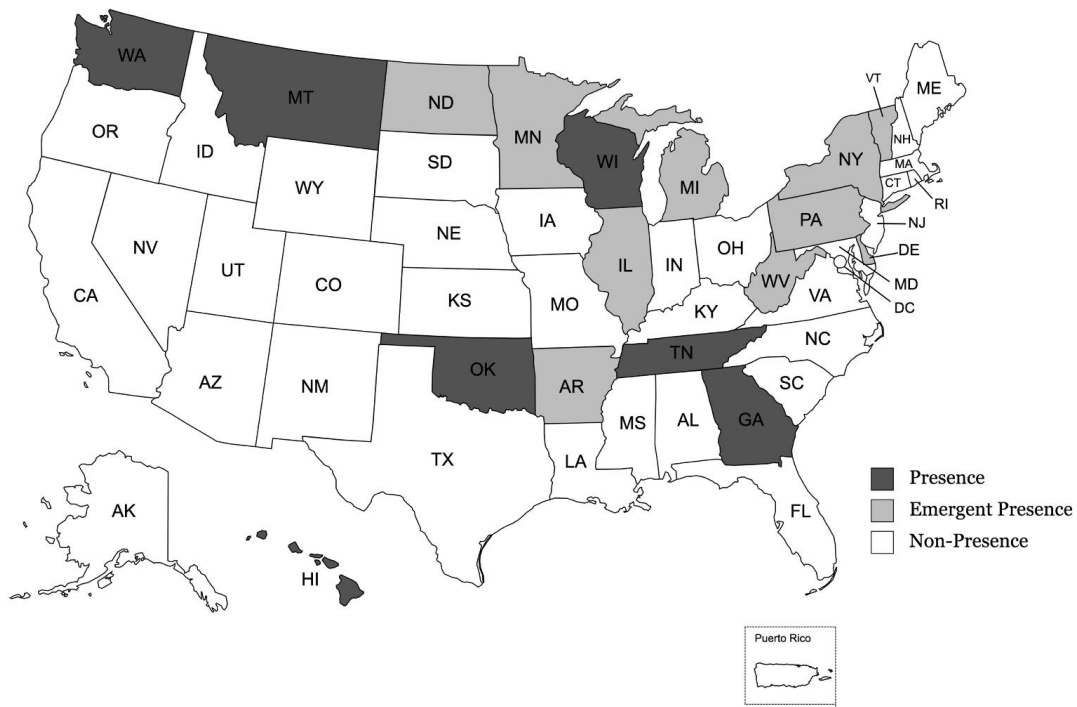 WA
MT
ND
MN
VT
ME
OR
ID
SD
WI
NH
NY
MA
WY
MI
CT
RI
IA
PA
NJ
NE
OH
NV
DE
UT
IL
IN
CO
WV
MD
CA
VA
DC
KS
MO
KY
NC
TN
OK
AZ
NM
AR
SC
MS
AL
GA
TX
LA
Presence
AK
FL
Emergent Presence
Non-Presence
HI
Puerto Rico